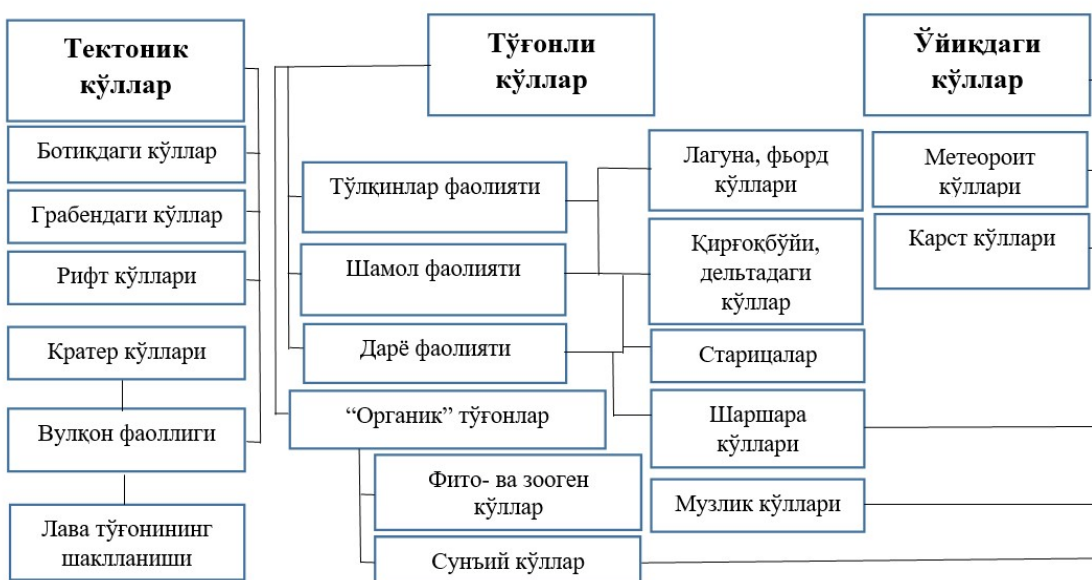 Тектоник
кўллар
Ботиқдаги кўллар
Грабендаги кўллар
Рифт кўллари
Кратер кўллари
Вулқон фаоллиги
Лава тўғонининг
шаклланиши
Тўғонли
кўллар
Тўлқинлар фаолияти
Шамол фаолияти
Дарё фаолияти
“Органик” тўғонлар
Фито- ва зооген
кўллар
Сунъий кўллар
Лагуна, фьорд
кўллари
Қирғоқбўйи,
дельтадаги
кўллар
Старицалар
Шаршара
кўллари
Музлик кўллари
Ўйиқдаги
кўллар
Метеороит
кўллари
Карст кўллари